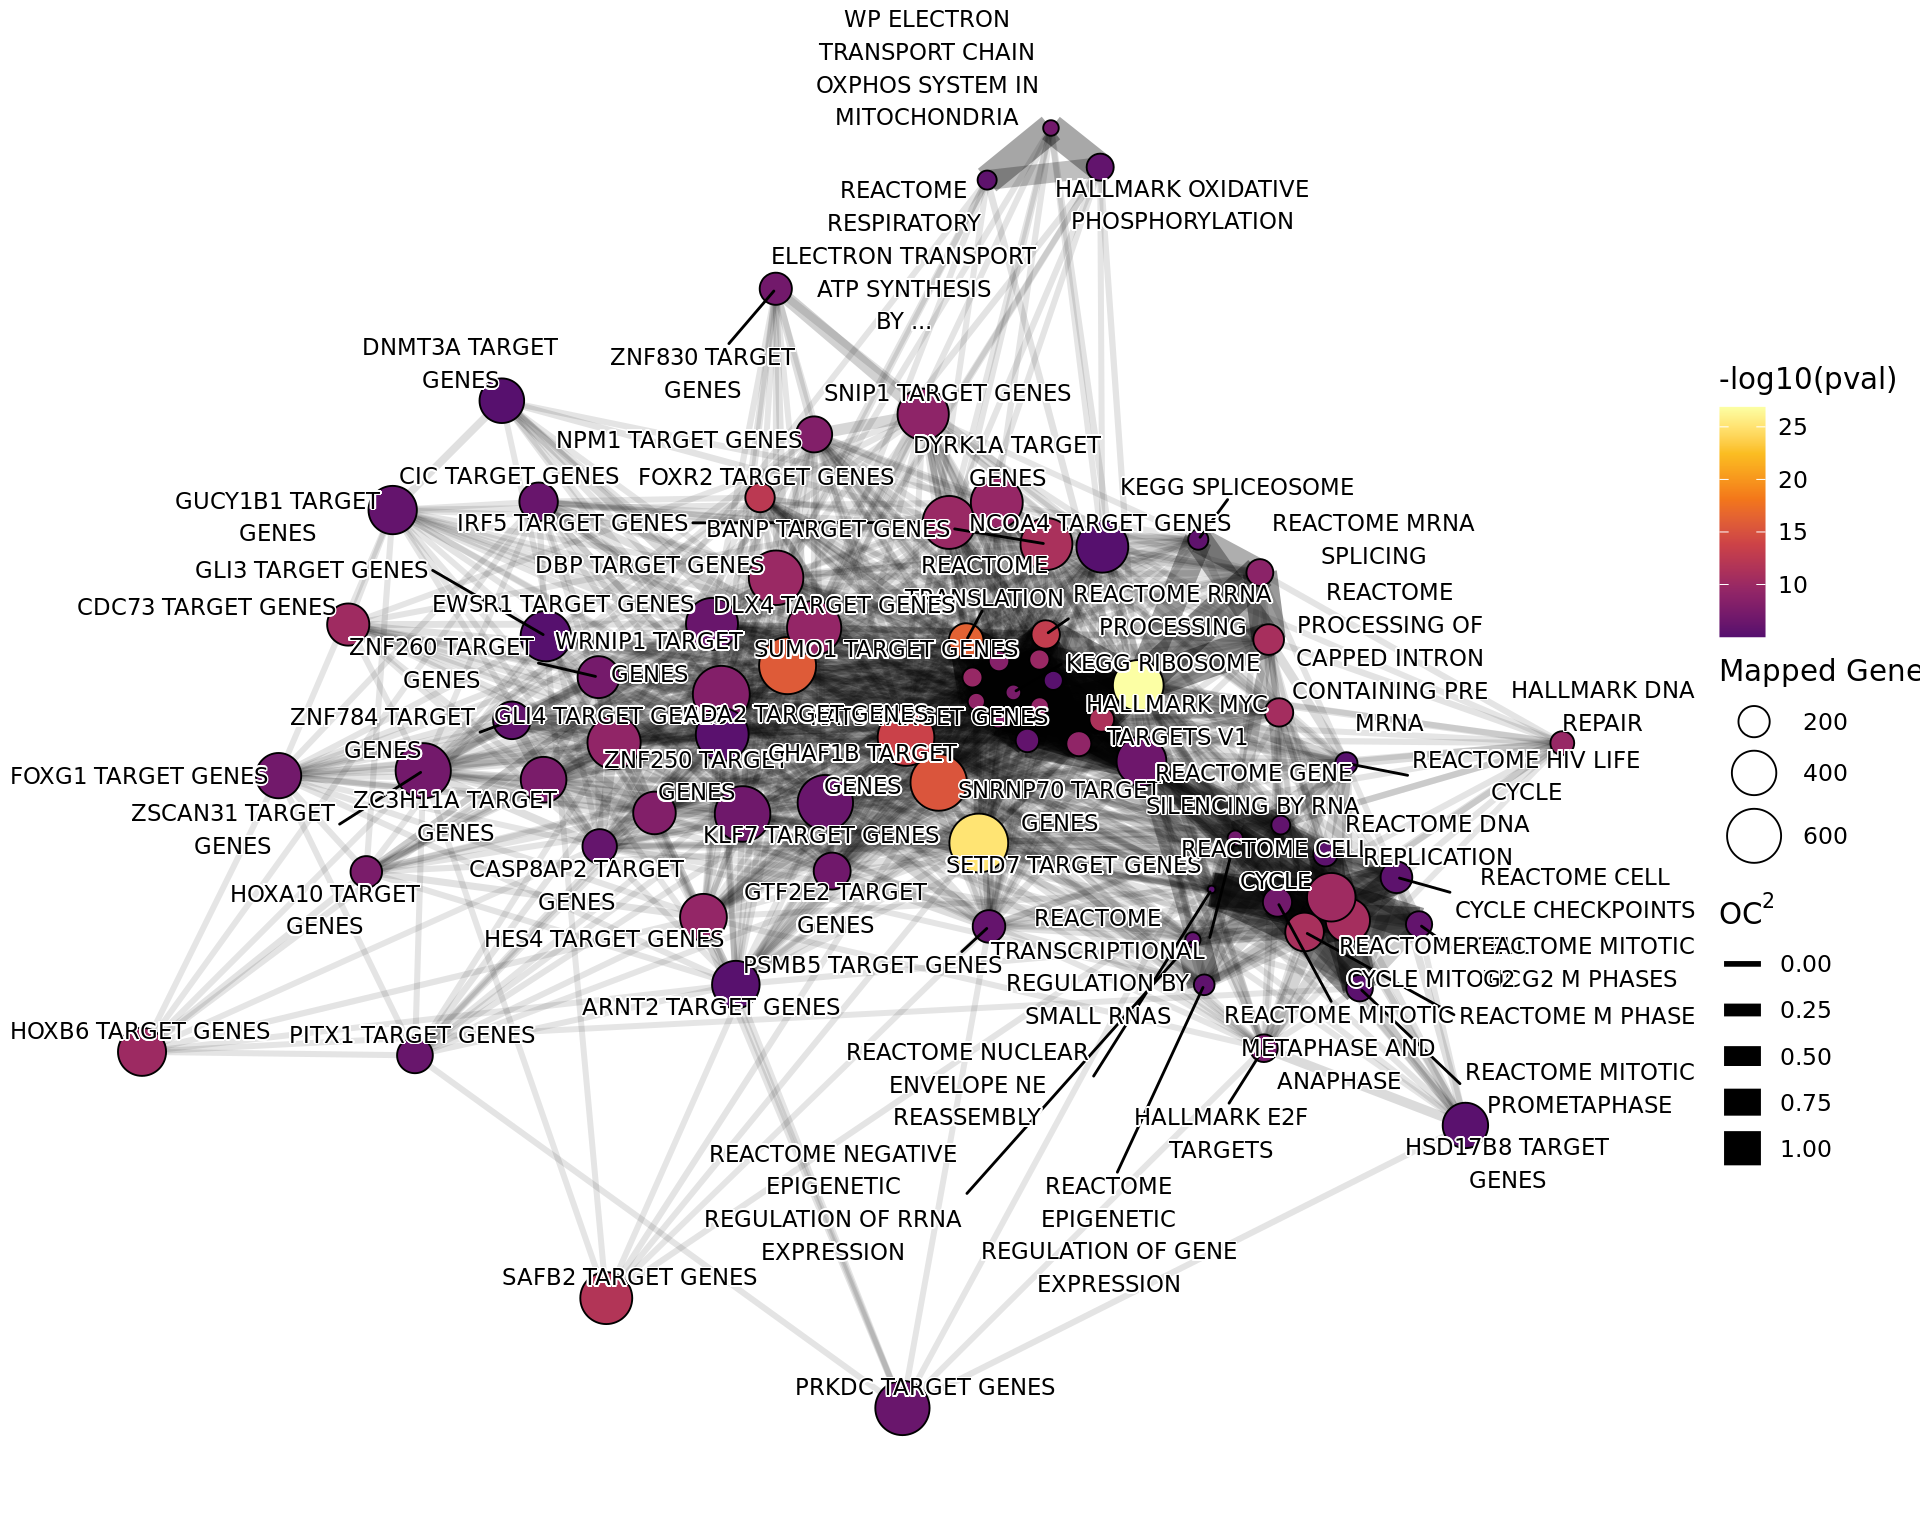 WP ELECTRON
TRANSPORT CHAIN
OXPHOS SYSTEM IN
MITOCHONDRIA
REACTOME
RESPIRATORY
ELECTRON TRANSPORT
ATP SYNTHESIS
BY ...
HALLMARK OXIDATIVE
PHOSPHORYLATION
ZNF830 TARGET
GENES
DNMT3A TARGET
GENES
SNIP1 TARGET GENES
NPM1 TARGET GENES
DYRK1A TARGET
GENES
CIC TARGET GENES
FOXR2 TARGET GENES
GUCY1B1 TARGET
GENES
IRF5 TARGET GENES
BANP TARGET GENES
NCOA4 TARGET GENES
KEGG SPLICEOSOME
REACTOME MRNA
SPLICING
GLI3 TARGET GENES
DBP TARGET GENES
REACTOME
TRANSLATION
REACTOME RRNA
PROCESSING
REACTOME
PROCESSING OF
CAPPED INTRON
CONTAINING PRE
MRNA
CDC73 TARGET GENES
EWSR1 TARGET GENES
DLX4 TARGET GENES
ZNF260 TARGET
GENES
WRNIP1 TARGET
GENES
SUMO1 TARGET GENES
KEGG RIBOSOME
HALLMARK MYC
TARGETS V1
HALLMARK DNA
REPAIR
ZNF784 TARGET
GENES
GLI4 TARGET GENES
ADA2 TARGET GENES
TARGET GENES
FOXG1 TARGET GENES
ZNF250 TARGET
GENES
CHAF1B TARGET
GENES
REACTOME GENE
SILENCING BY RNA
REACTOME HIV LIFE
CYCLE
ZSCAN31 TARGET
GENES
ZC3H11A TARGET
GENES
SNRNP70 TARGET
GENES
KLF7 TARGET GENES
REACTOME DNA
REPLICATION
SETD7 TARGET GENES
REACTOME CELL
CYCLE
REACTOME CELL
CYCLE CHECKPOINTS
HOXA10 TARGET
GENES
CASP8AP2 TARGET
GENES
GTF2E2 TARGET
GENES
HES4 TARGET GENES
PSMB5 TARGET GENES
REACTOME
TRANSCRIPTIONAL
REGULATION BY
SMALL RNAS
REACTOME CELL
CYCLE MITOTIC
REACTOME MITOTIC
G2 G2 M PHASES
ARNT2 TARGET GENES
REACTOME MITOTIC
METAPHASE AND
ANAPHASE
REACTOME M PHASE
HOXB6 TARGET GENES
PITX1 TARGET GENES
REACTOME NUCLEAR
ENVELOPE NE
REASSEMBLY
REACTOME MITOTIC
PROMETAPHASE
HALLMARK E2F
TARGETS
HSD17B8 TARGET
GENES
REACTOME NEGATIVE
EPIGENETIC
REGULATION OF RRNA
EXPRESSION
REACTOME
EPIGENETIC
REGULATION OF GENE
EXPRESSION
SAFB2 TARGET GENES
PRKDC TARGET GENES
-log10(pval)
25
20
15
10
Mapped Gene
200
400
600
OC2
0.00
0.25
0.50
0.75
1.00